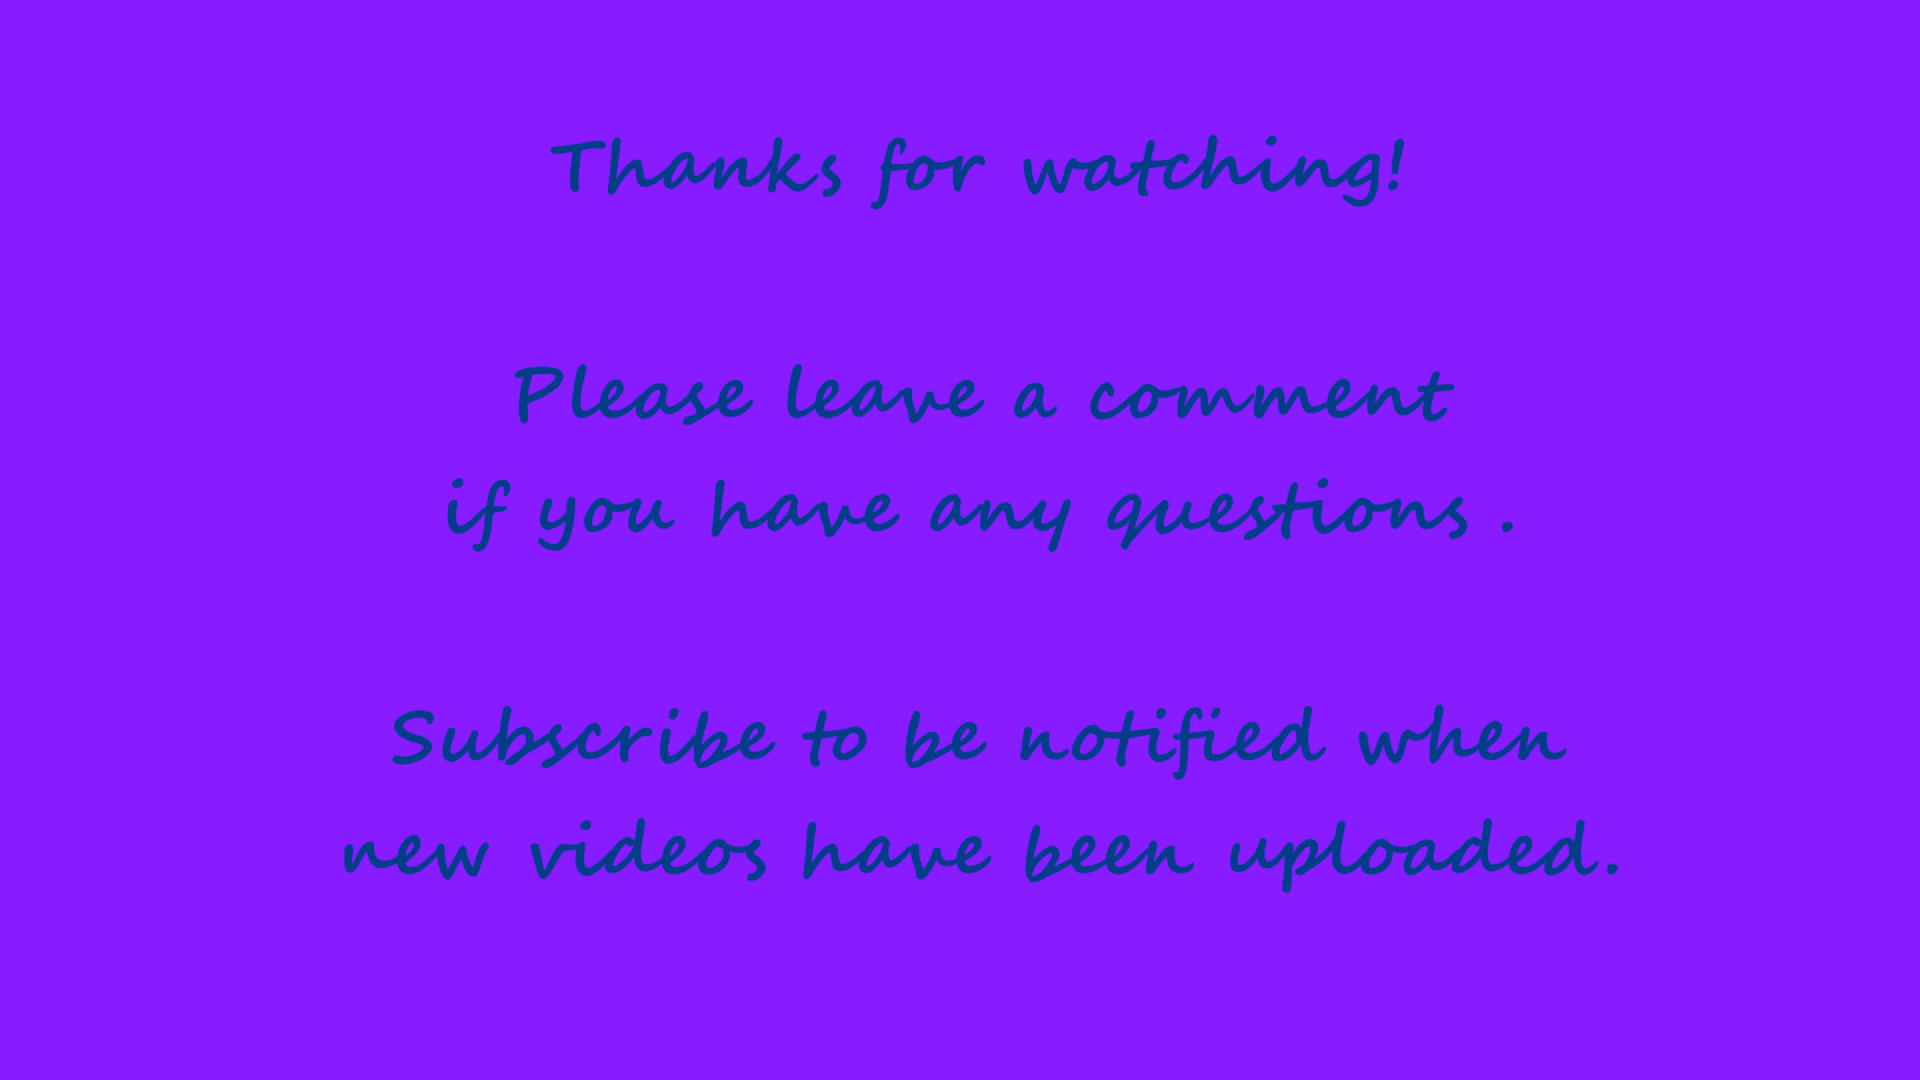 Thanks for watching!
Please leave a comment
if you have any questions .
Subscribe to be notified when
new videos have been uploaded.